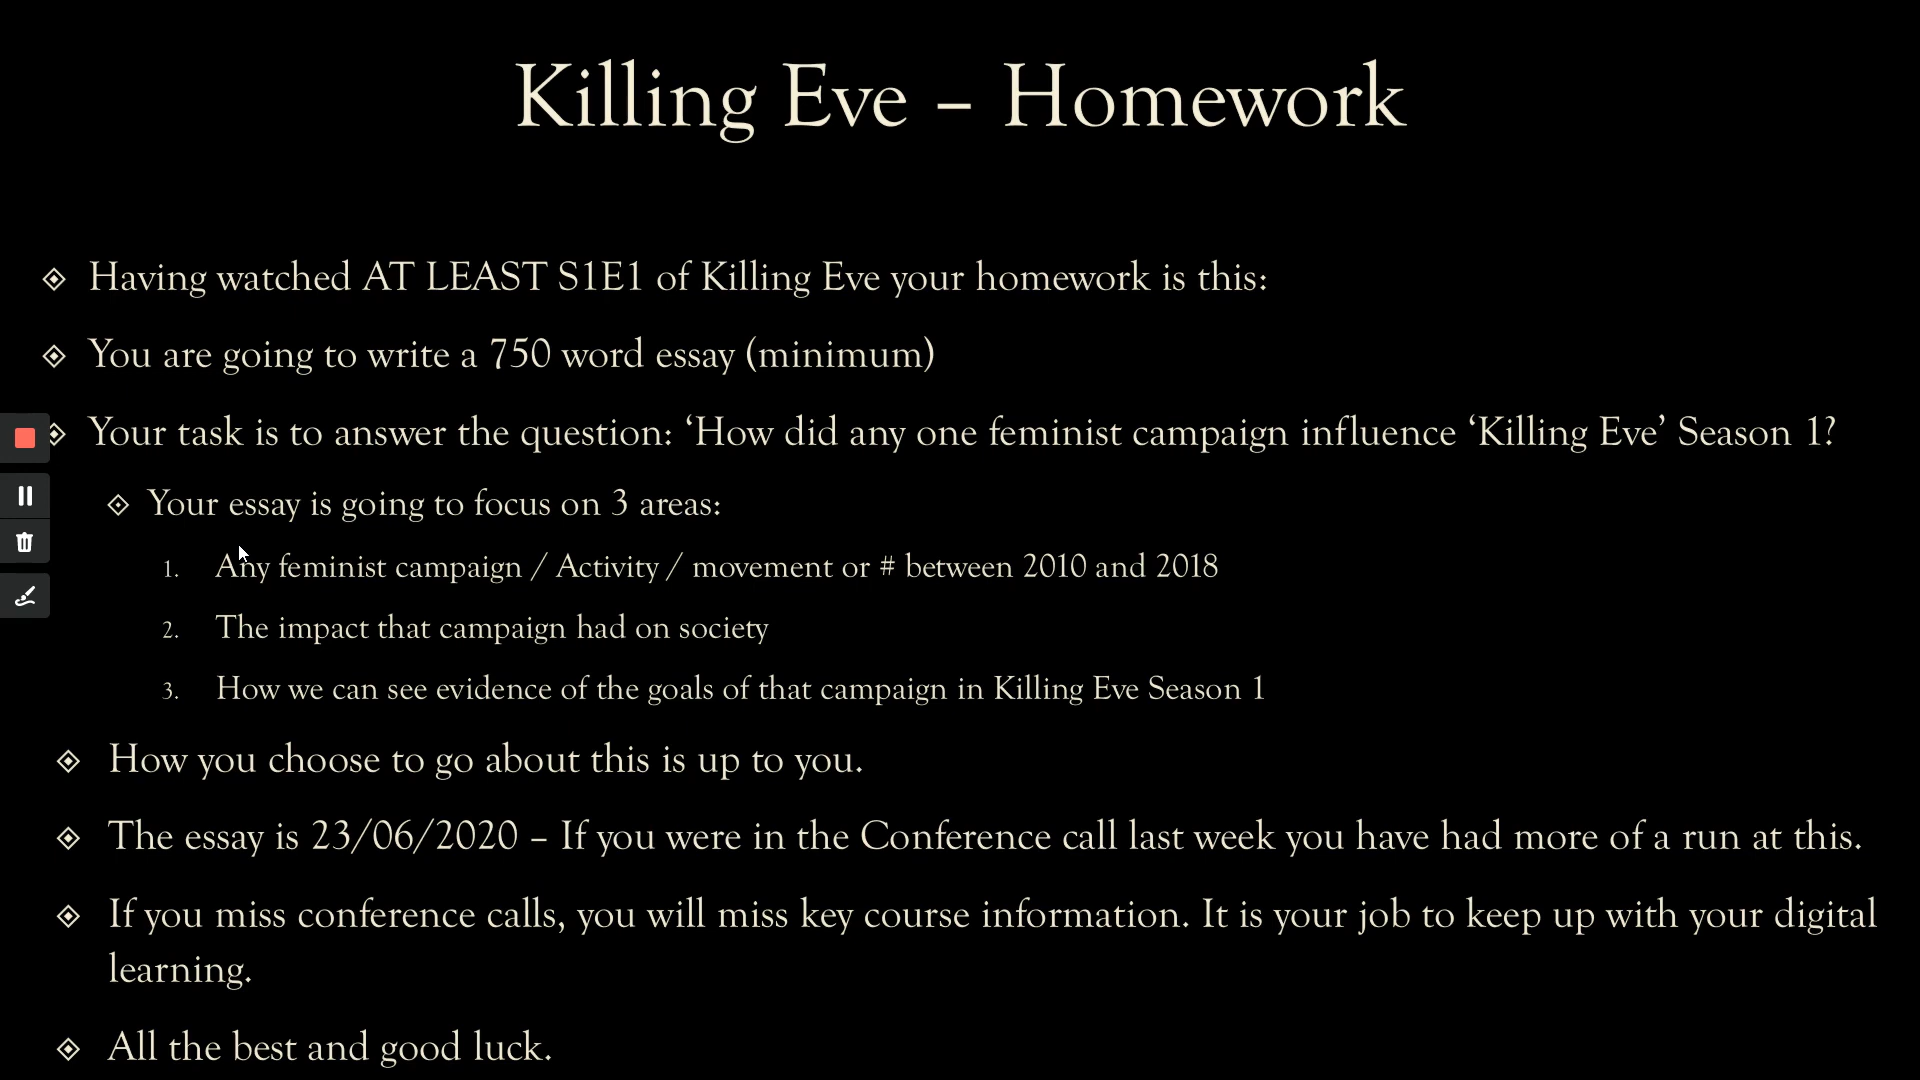 Killing Eve – Homework
Having watched AT LEAST S1E1 of Killing Eve your homework is this:
You are going to write a 750 word essay (minimum)
Your task is to answer the question: ‘How did any one feminist campaign influence ‘Killing Eve’ Season 1?
Your essay is going to focus on 3 areas:
1. Any feminist campaign / Activity / movement or # between 2010 and 2018
2. The impact that campaign had on society
3. How we can see evidence of the goals of that campaign in Killing Eve Season 1
How you choose to go about this is up to you.
The essay is 23/06/2020 – If you were in the Conference call last week you have had more of a run at this.
If you miss conference calls, you will miss key course information. It is your job to keep up with your digital
learning.
All the best and good luck.